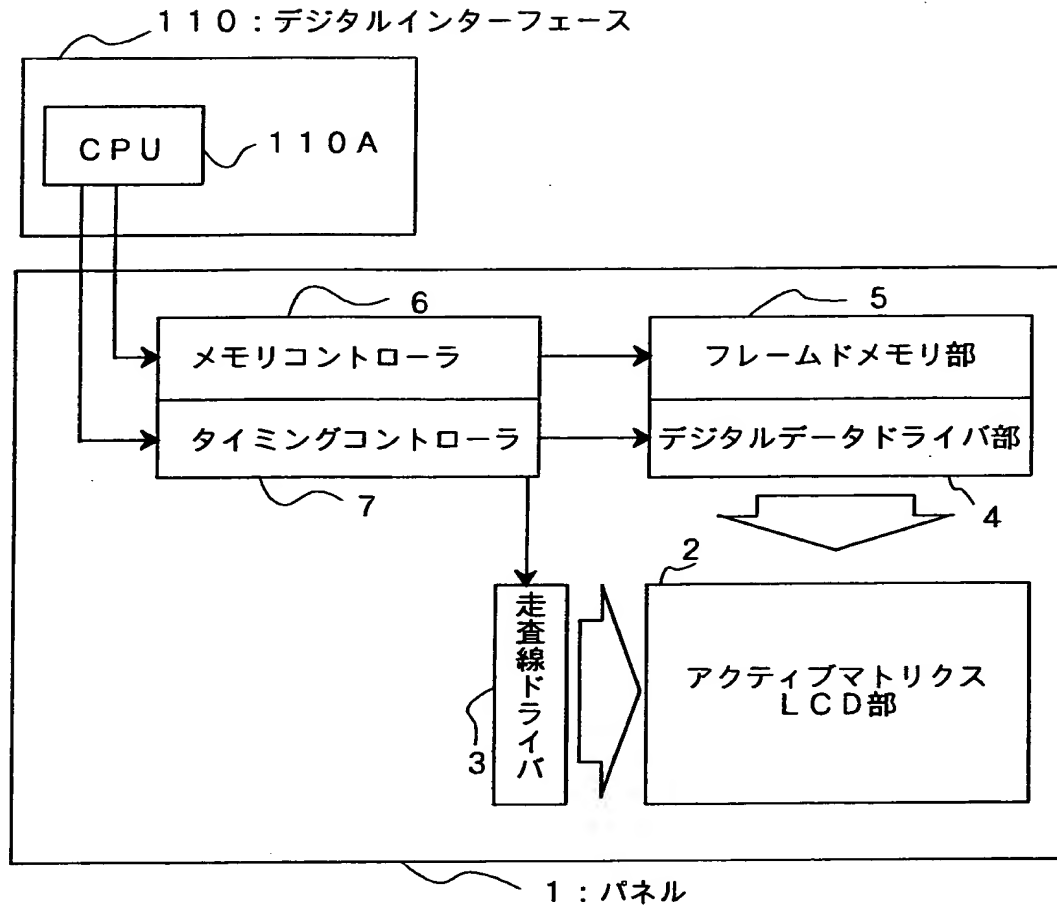 110：デジタルインターフェース
CPU
110A
6
5
メモリコントローラ
フレームドメモリ部
タイミングコントローラ
デジタルデータドライバ部
7
4
2
走査線ドライバ
3
アクティブマトリクス
LCD部
1：パネル